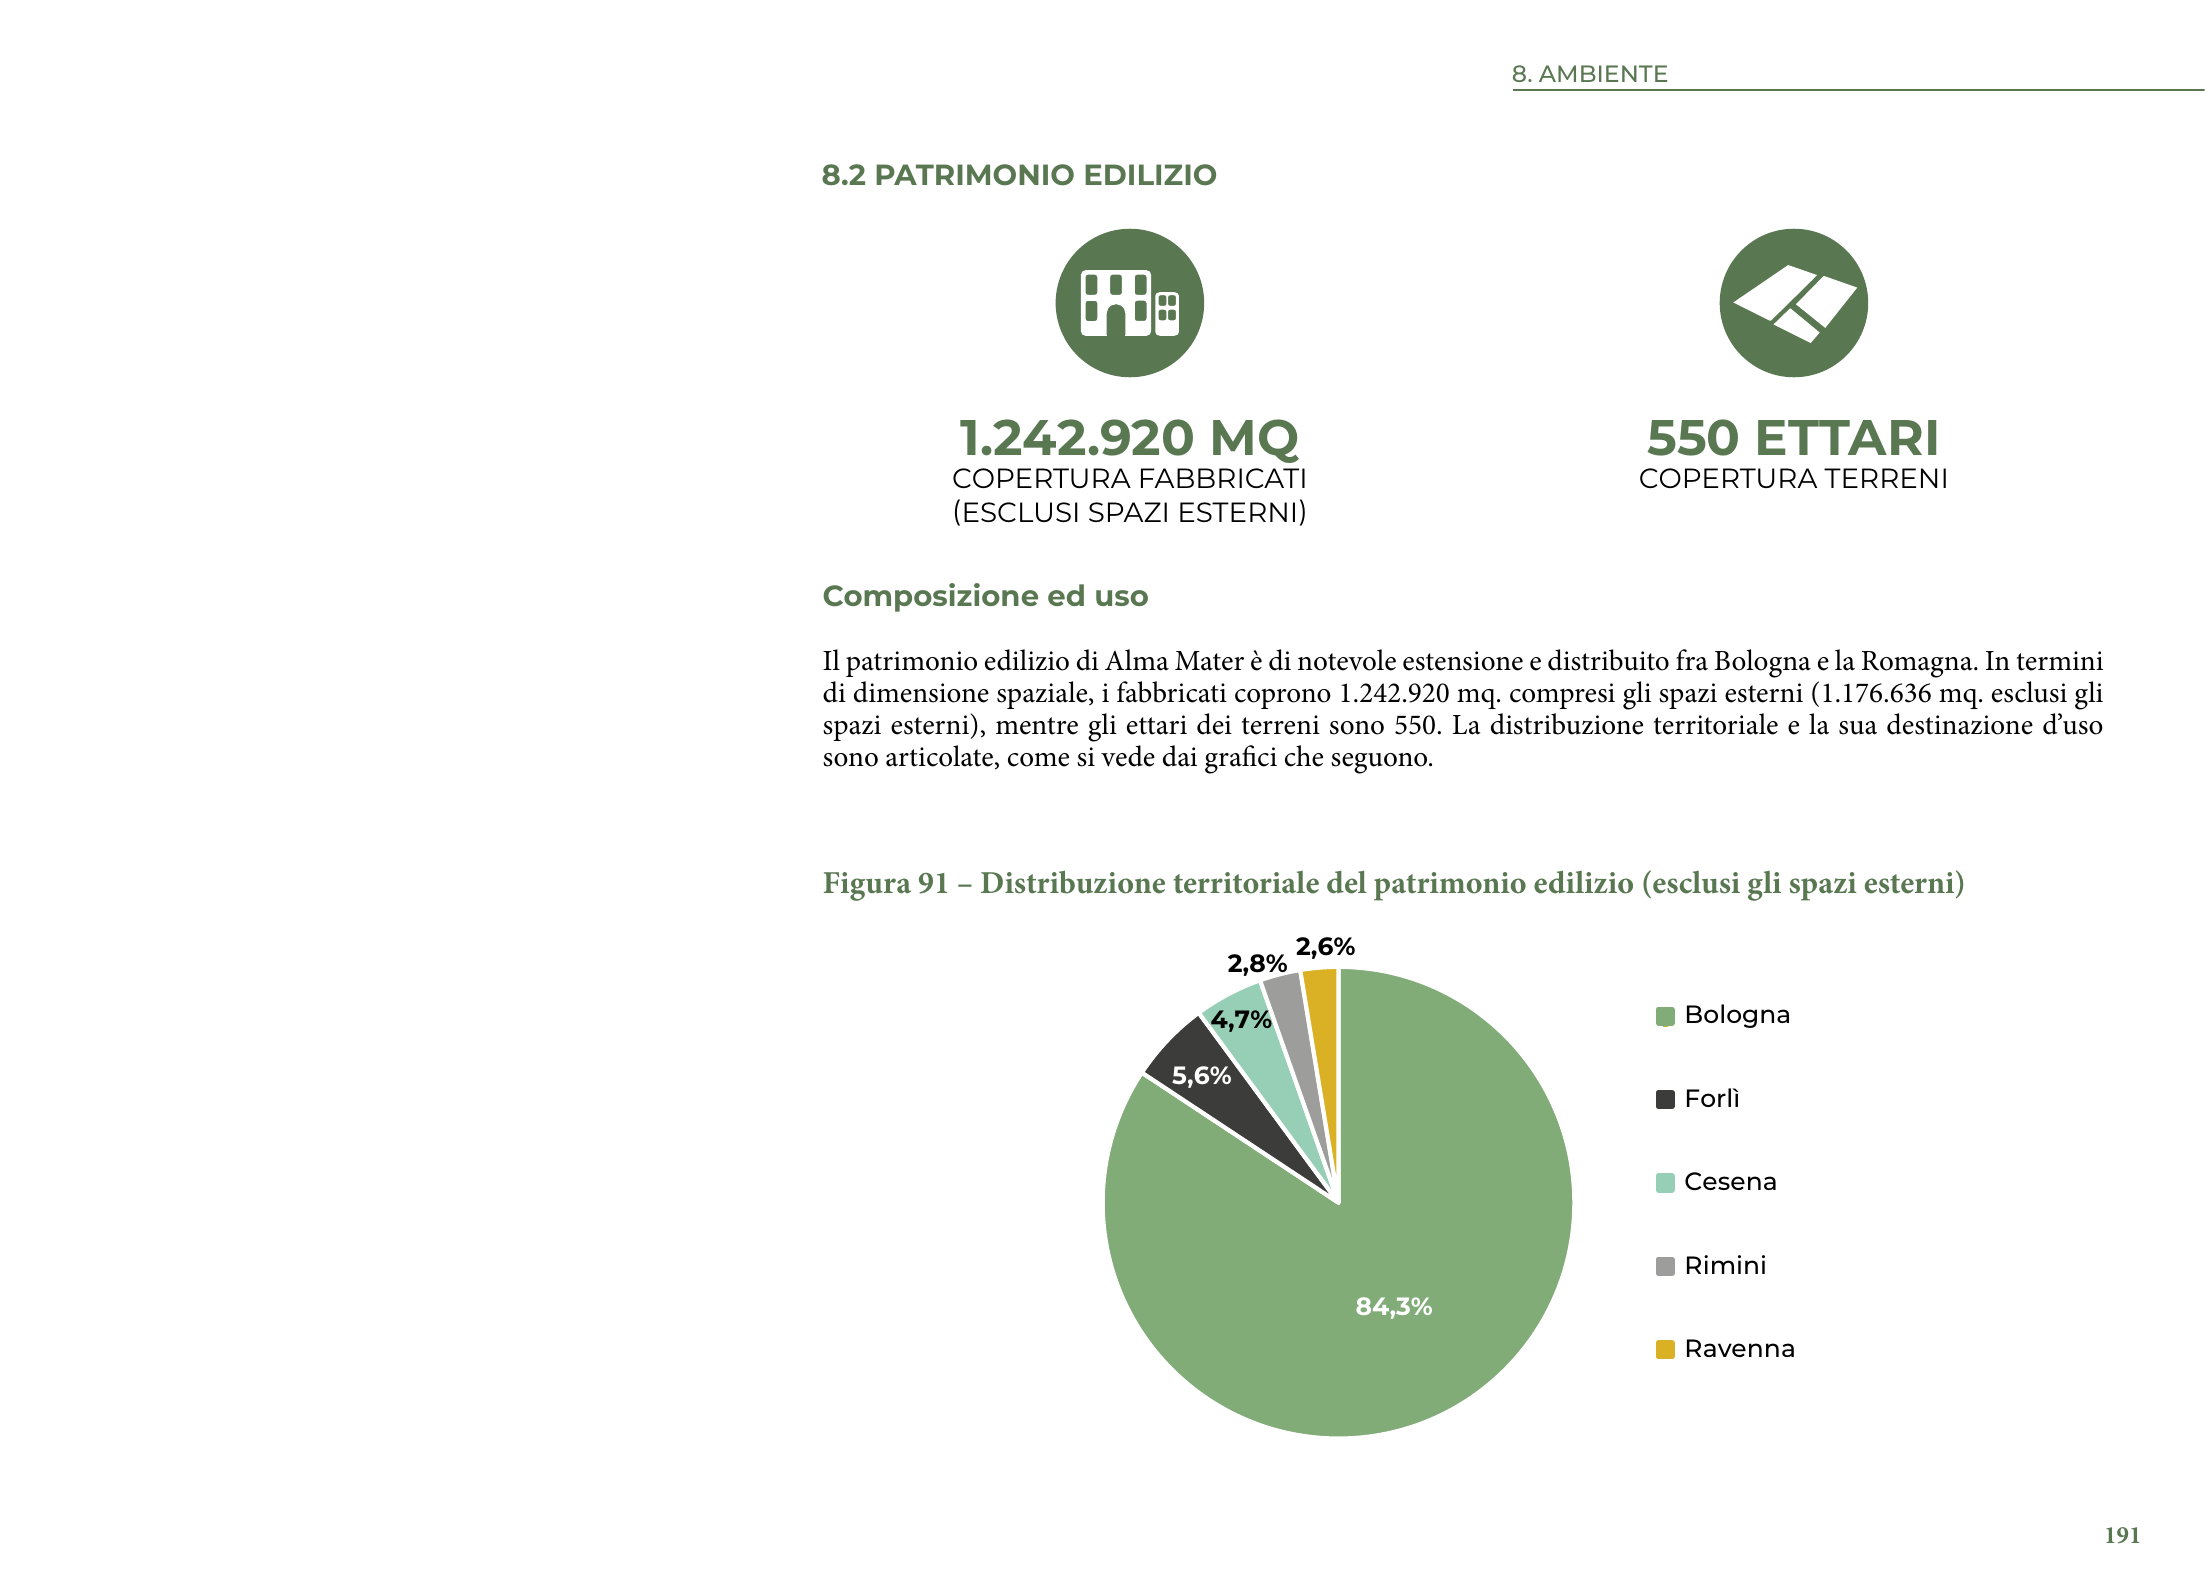 8. AMBIENTE
8.2 PATRIMONIO EDILIZIO
1.242.920 MQ
COPERTURA FABBRICATI
(ESCLUSI SPAZI ESTERNI)
550 ETTARI
COPERTURA TERRENI
Composizione ed uso
Il patrimonio edilizio di Alma Mater è di notevole estensione e distribuito fra Bologna e la Romagna. In termini
di dimensione spaziale, i fabbricati coprono 1.242.920 mq. compresi gli spazi esterni (1.176.636 mq. esclusi gli
spazi esterni), mentre gli ettari dei terreni sono 550. La distribuzione territoriale e la sua destinazione d’uso
sono articolate, come si vede dai grafici che seguono.
Figura 91 – Distribuzione territoriale del patrimonio edilizio (esclusi gli spazi esterni)
2,6%
2,8%
4,7%
5,6%
84,3%
Bologna
Forlì
Cesena
Rimini
Ravenna
191